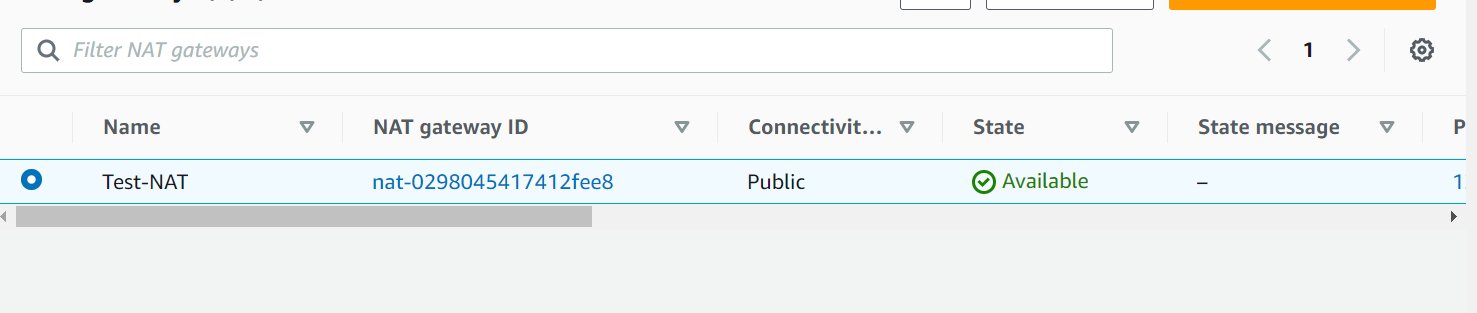 Filter NAT gateways
1
Name NAT gateway ID Connectivit... State State message
Test-NAT nat-0298045417412fee8 Public Available –